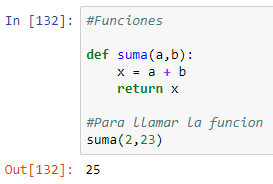 In [132]: #Funciones
def suma(a,b):
    x = a + b
    return x
#Para llamar la funcion
suma(2,23)
Out[132]: 25